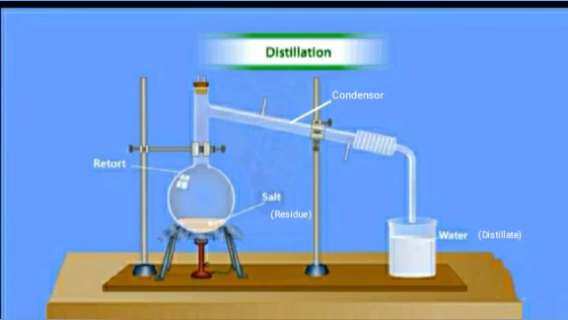 Distillation
Condensor
Retort
Salt
(Residue)
Water (Distillate)